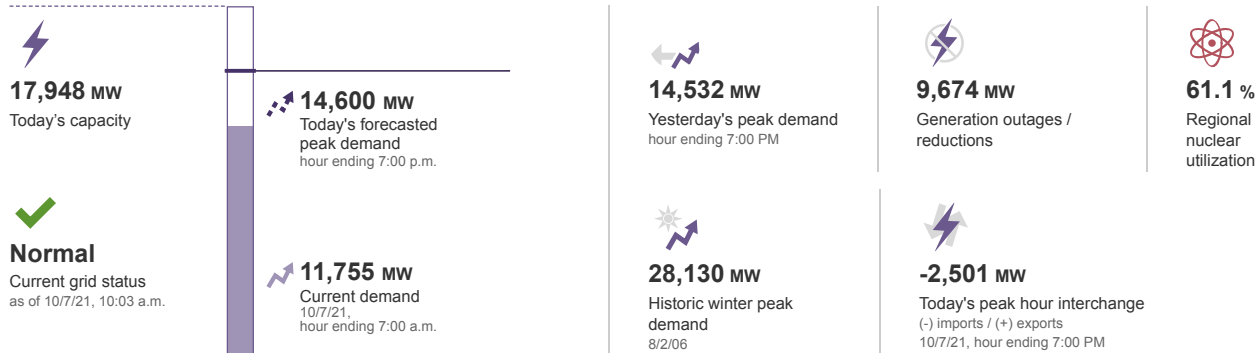 17,948 MW
Today's capacity
Normal
Current grid status
as of 10/7/21, 10:03 a.m.
14,600 MW
Today's forecasted
peak demand
hour ending 7:00 p.m.
11,755 MW
Current demand
10/7/21,
hour ending 7:00 a.m.
14,532 MW
Yesterday's peak demand
hour ending 7:00 PM
9,674 MW
Generation outages /
reductions
61.1 %
Regional
nuclear
utilization
28,130 MW
Historic winter peak
demand
8/2/06
-2,501 MW
Today's peak hour interchange
(-) imports / (+) exports
10/7/21, hour ending 7:00 PM